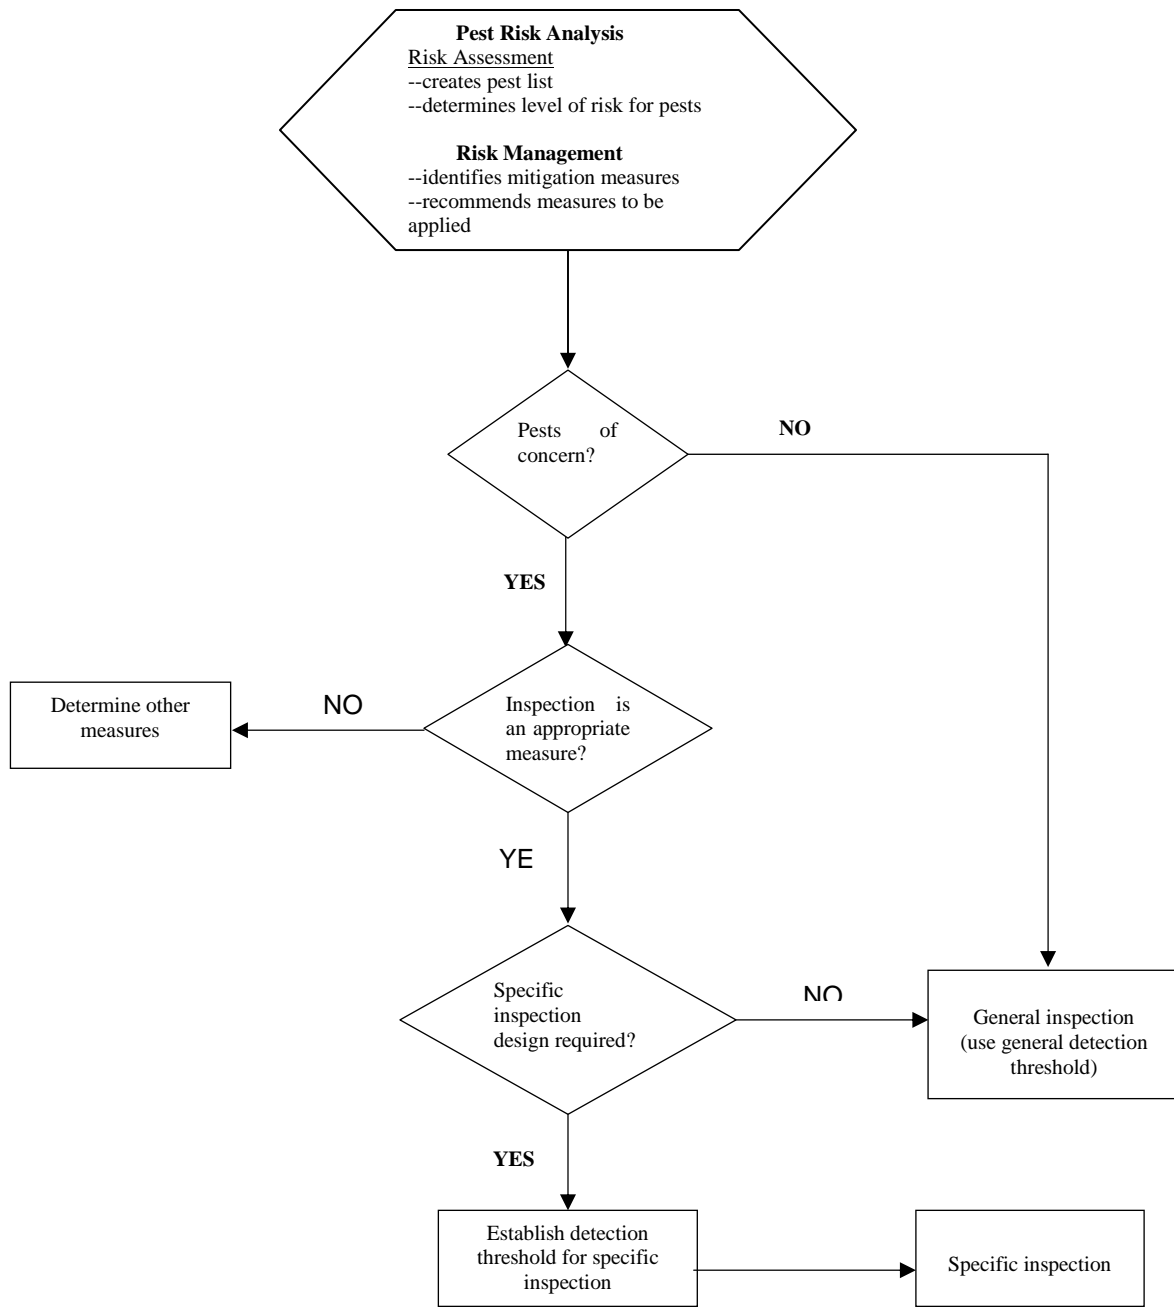 Pest Risk Analysis
Risk Assessment
--creates pest list
--determines level of risk for pests
Risk Management
--identifies mitigation measures
--recommends measures to be
applied
Pests of
concern?
NO
YES
Inspection is
an appropriate
measure?
NO
Determine other
measures
YE
Specific
inspection
design required?
NO
General inspection
(use general detection
threshold)
YES
Establish detection
threshold for specific
inspection
Specific inspection